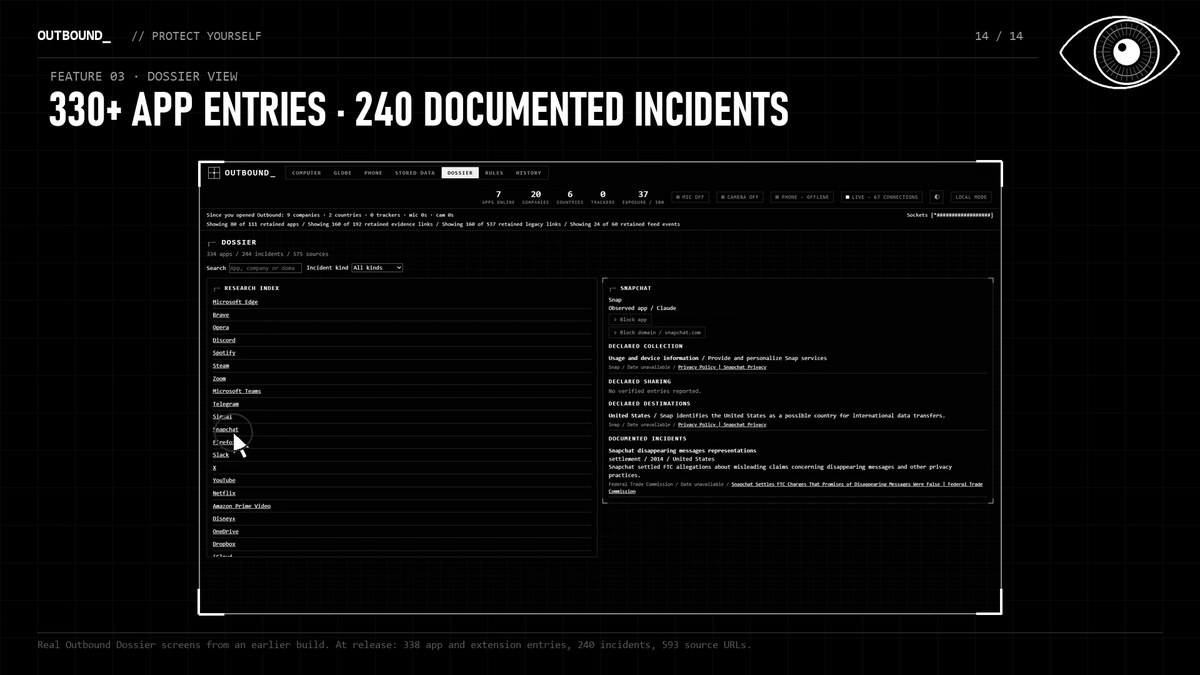 OUTBOUND_ // PROTECT YOURSELF 14 / 14
FEATURE 03 · DOSSIER VIEW
330+ APP ENTRIES · 240 DOCUMENTED INCIDENTS
OUTBOUND_ COMPUTER GLOBE PHONE STORED DATA DOSSIER RULES HISTORY
7 20 6 0 37
APPS ONLINE COMPANIES COUNTRIES TRACKERS EXPOSURE / 100
MIC OFF CAMERA OFF PHONE - OFFLINE LIVE - 67 CONNECTIONS LOCAL MODE
Since you opened Outbound: 9 companies · 2 countries · 0 trackers · mic 0s · cam 0s
Showing 80 of 111 retained apps / Showing 160 of 192 retained evidence links / Showing 160 of 537 retained legacy links / Showing 24 of 60 retained feed events
DOSSIER
334 apps / 244 incidents / 575 sources
Search App, company or doma Incident kind All kinds
RESEARCH INDEX
Microsoft Edge
Brave
Opera
Discord
Spotify
Steam
Zoom
Microsoft Teams
Telegram
Signal
Snapchat
Firefox
Slack
X
YouTube
Netflix
Amazon Prime Video
Disney+
OneDrive
Dropbox
iCloud
SNAPCHAT
Snap
Observed app / Claude
› Block app
› Block domain / snapchat.com
DECLARED COLLECTION
Usage and device information / Provide and personalize Snap services
Snap / Date unavailable / Privacy Policy | Snapchat Privacy
DECLARED SHARING
No verified entries reported.
DECLARED DESTINATIONS
United States / Snap identifies the United States as a possible country for international data transfers.
Snap / Date unavailable / Privacy Policy | Snapchat Privacy
DOCUMENTED INCIDENTS
Snapchat disappearing messages representations
settlement / 2014 / United States
Snapchat settled FTC allegations about misleading claims concerning disappearing messages and other privacy
practices.
Federal Trade Commission / Date unavailable / Snapchat Settles FTC Charges That Promises of Disappearing Messages Were False | Federal Trade
Commission
Real Outbound Dossier screens from an earlier build. At release: 338 app and extension entries, 240 incidents, 593 source URLs.